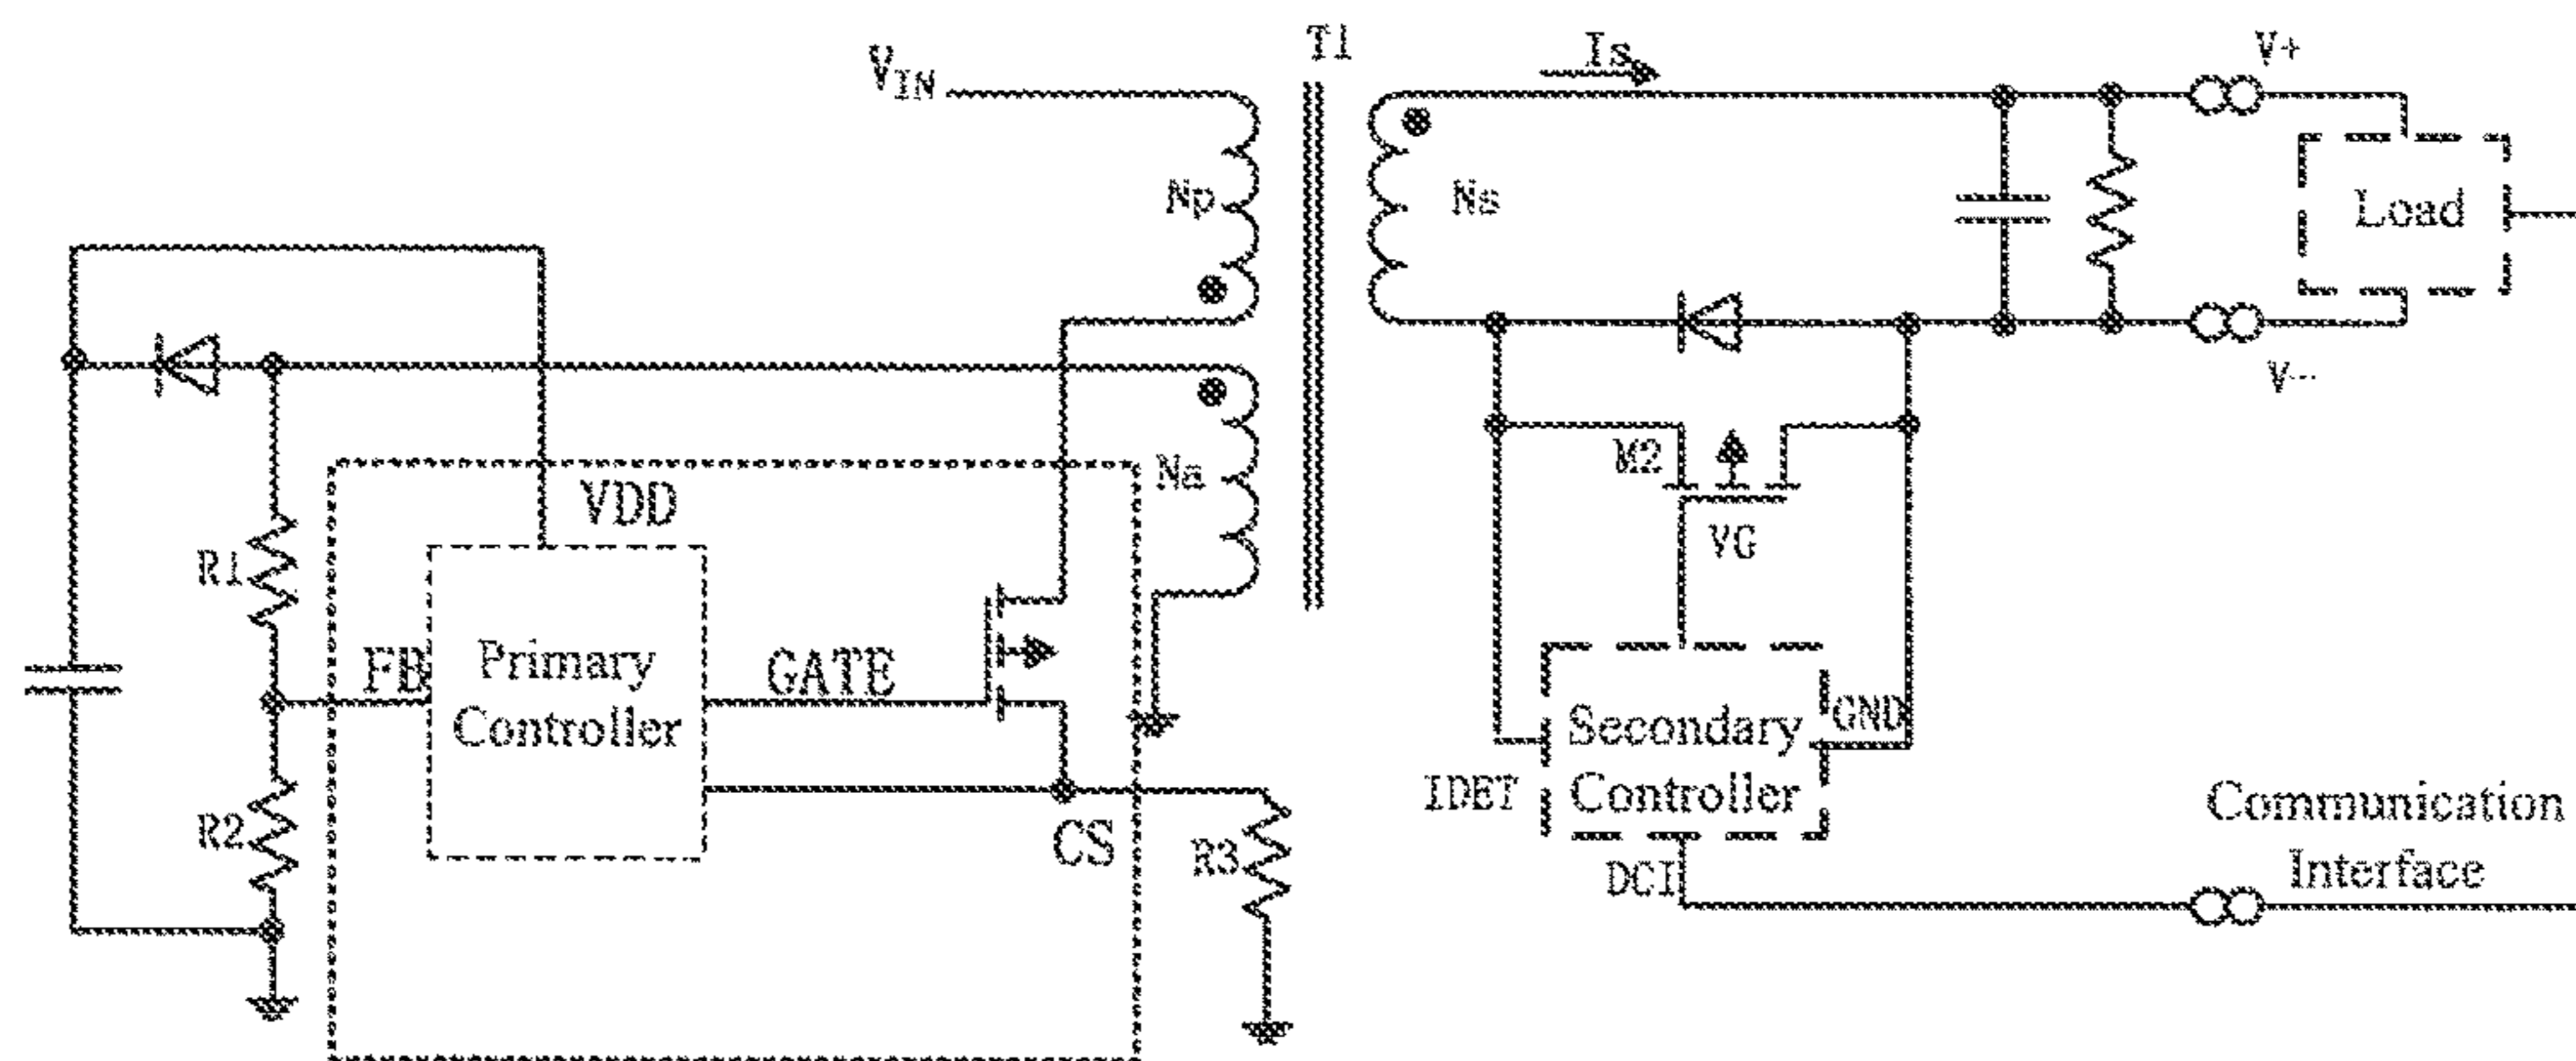 T1
V+
Is
VIN
Np
Ns
Load
V-
Na
M2
VDD
VG
R1
FB
Primary
Controller
GATE
GND
Secondary
Controller
IDET
Communication
Interface
R2
CS
R3
DCI